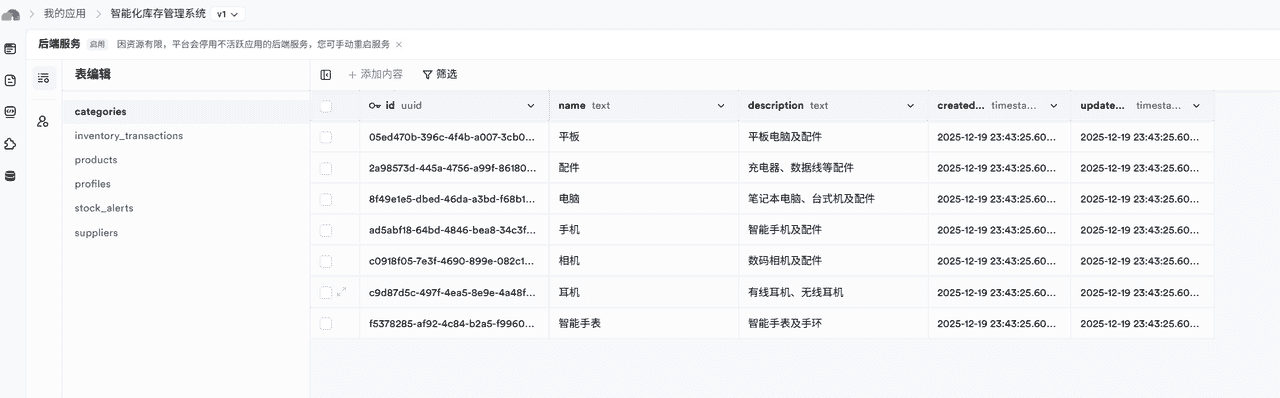 我的应用 智能化库存管理系统 v1
后端服务 启用 因资源有限，平台会停用不活跃应用的后端服务，您可手动重启服务 ×
表编辑
categories
inventory_transactions
products
profiles
stock_alerts
suppliers
+ 添加内容 筛选
id uuid name text description text created... timesta... update... timesta...
05ed470b-396c-4f4b-a007-3cb0... 平板 平板电脑及配件 2025-12-19 23:43:25.60... 2025-12-19 23:43:25.60...
2a98573d-445a-4756-a99f-86180... 配件 充电器、数据线等配件 2025-12-19 23:43:25.60... 2025-12-19 23:43:25.60...
8f49e1e5-dbed-46da-a3bd-f68b1... 电脑 笔记本电脑、台式机及配件 2025-12-19 23:43:25.60... 2025-12-19 23:43:25.60...
ad5abf18-64bd-4846-bea8-34c3f... 手机 智能手机及配件 2025-12-19 23:43:25.60... 2025-12-19 23:43:25.60...
c0918f05-7e3f-4690-899e-082c1... 相机 数码相机及配件 2025-12-19 23:43:25.60... 2025-12-19 23:43:25.60...
c9d87d5c-497f-4ea5-8e9e-4a48f... 耳机 有线耳机、无线耳机 2025-12-19 23:43:25.60... 2025-12-19 23:43:25.60...
f5378285-af92-4c84-b2a5-f9960... 智能手表 智能手表及手环 2025-12-19 23:43:25.60... 2025-12-19 23:43:25.60...